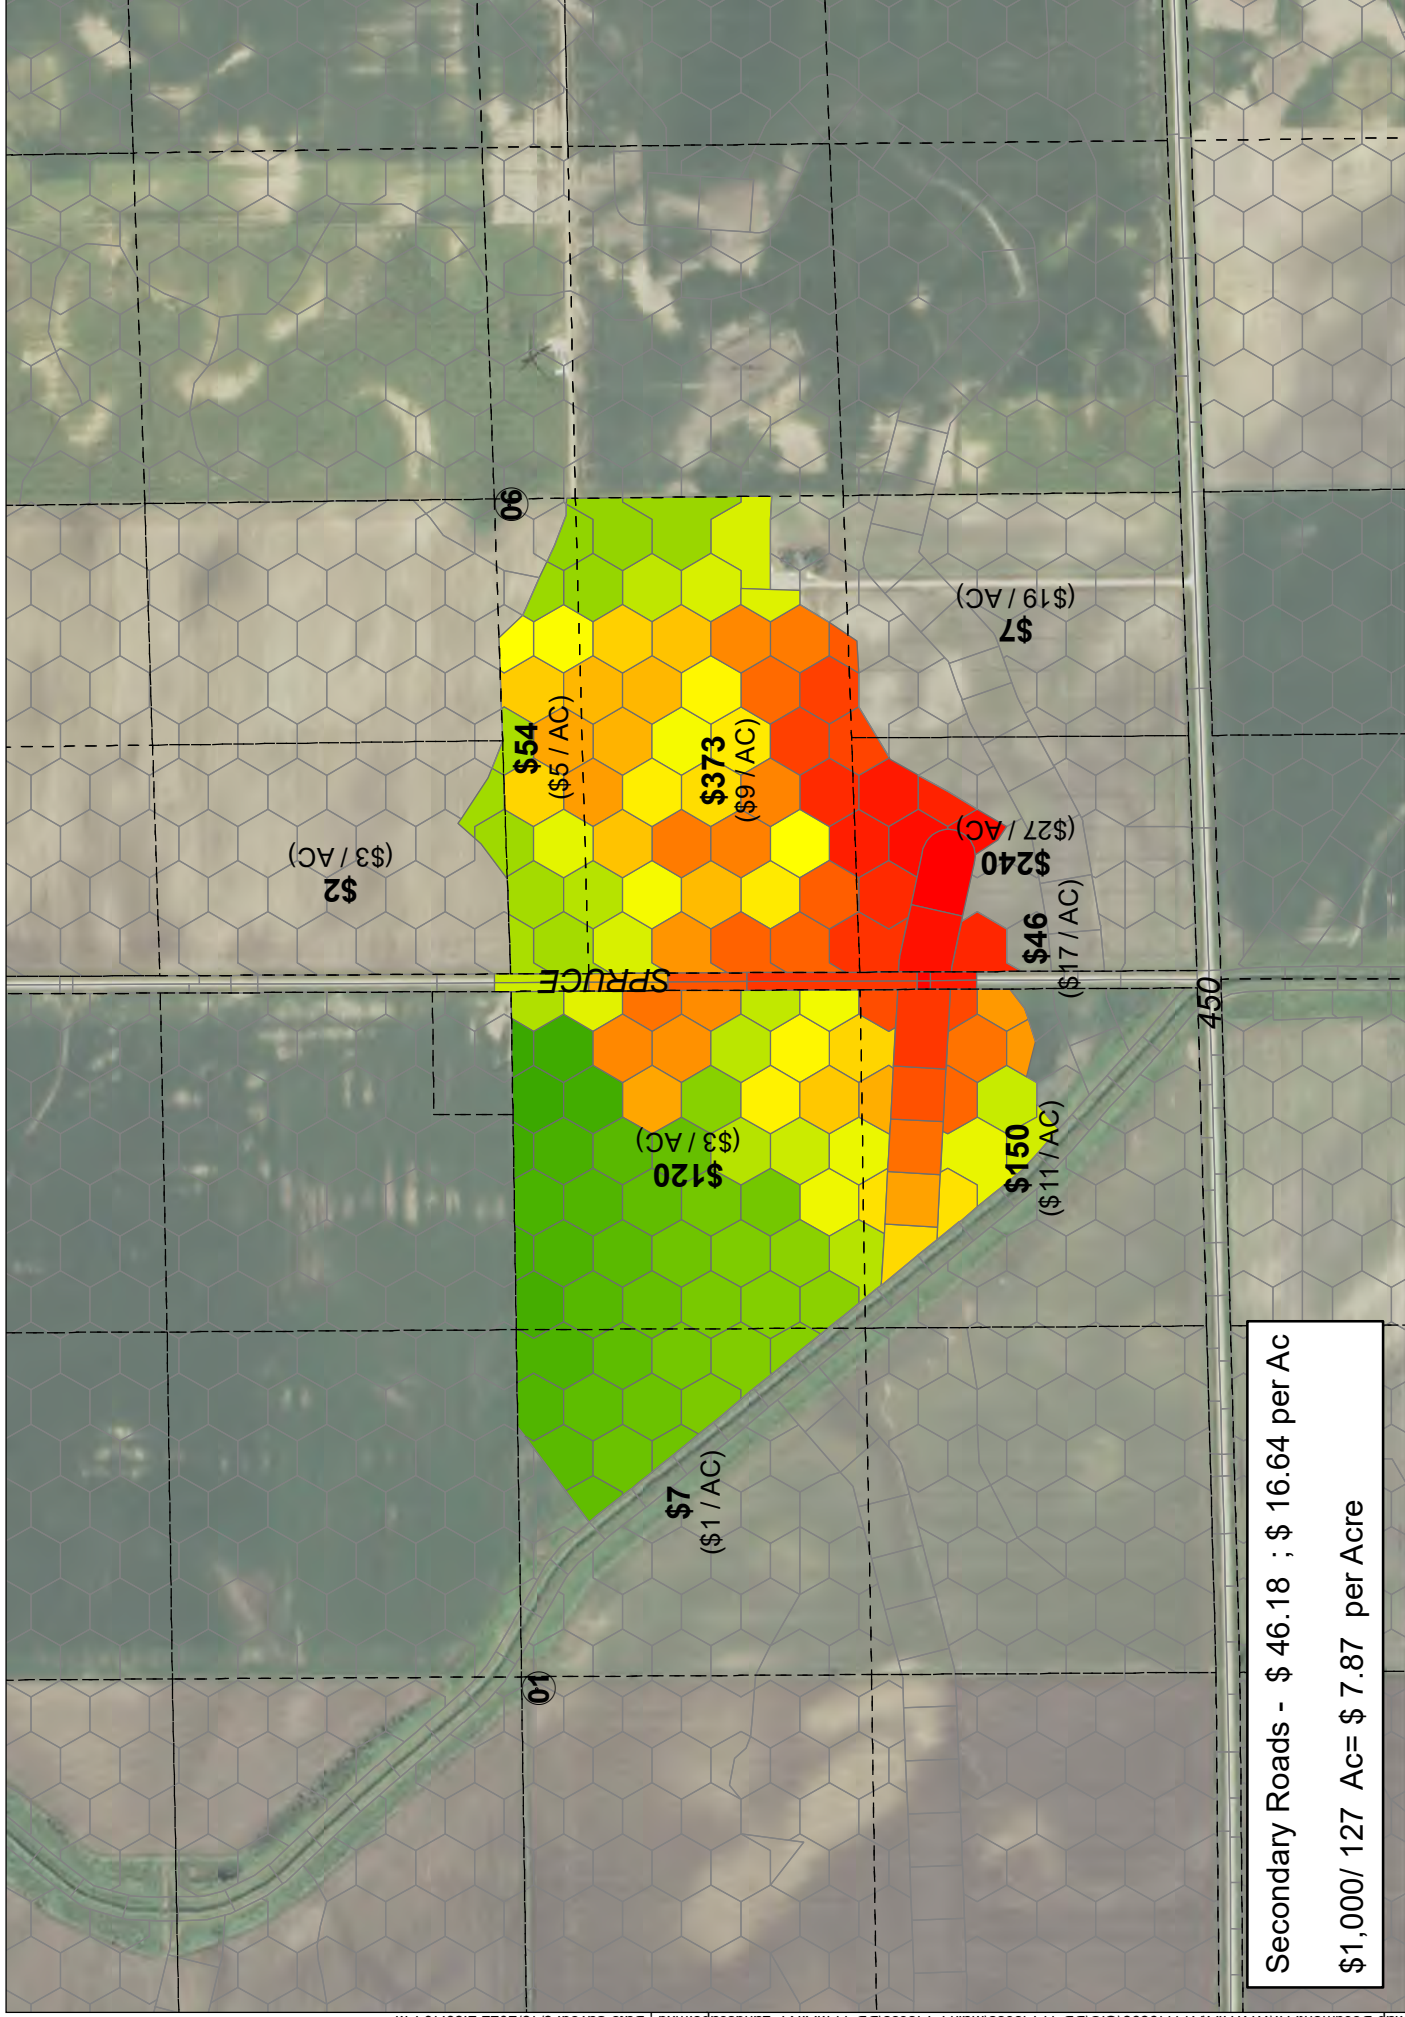 06
$54
($5 / AC)
$373
($9 / AC)
$2
($3 / AC)
$7
($19 / AC)
$240
($27 / AC)
$46
($17 / AC)
SPRUCE
450
$120
($3 / AC)
$150
($11 / AC)
$7
($1 / AC)
01
Secondary Roads - $ 46.18 ; $ 16.64 per Ac
$1,000/ 127 Ac= $ 7.87 per Acre